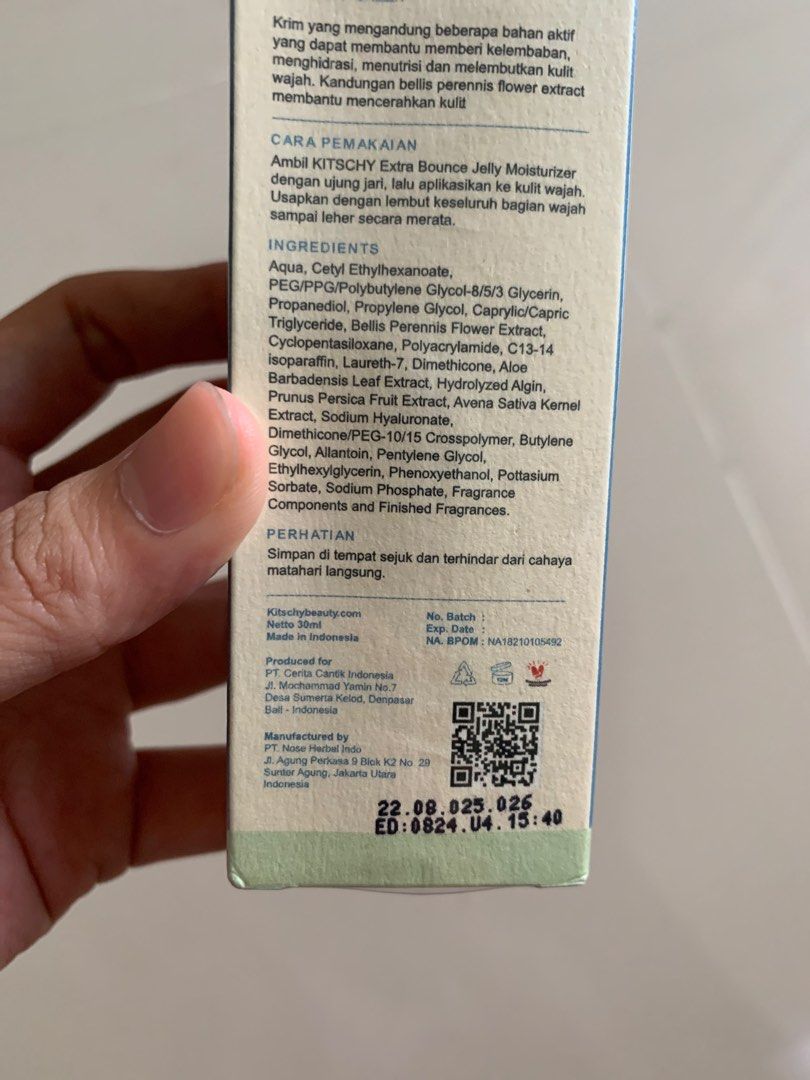 Krim yang mengandung beberapa bahan aktif
yang dapat membantu memberi kelembaban,
menghidrasi, menutrisi dan melembutkan kulit
wajah. Kandungan bellis perennis flower extract
membantu mencerahkan kulit
CARA PEMAKAIAN
Ambil KITSCHY Extra Bounce Jelly Moisturizer
dengan ujung jari, lalu aplikasikan ke kulit wajah.
Usapkan dengan lembut keseluruh bagian wajah
sampai leher secara merata.
INGREDIENTS
Aqua, Cetyl Ethylhexanoate,
PEG/PPG/Polybutylene Glycol-8/5/3 Glycerin,
Propanediol, Propylene Glycol, Caprylic/Capric
Triglyceride, Bellis Perennis Flower Extract,
Cyclopentasiloxane, Polyacrylamide, C13-14
isoparaffin, Laureth-7, Dimethicone, Aloe
Barbadensis Leaf Extract, Hydrolyzed Algin,
Prunus Persica Fruit Extract, Avena Sativa Kernel
Extract, Sodium Hyaluronate,
Dimethicone/PEG-10/15 Crosspolymer, Butylene
Glycol, Allantoin, Pentylene Glycol,
Ethylhexylglycerin, Phenoxyethanol, Pottasium
Sorbate, Sodium Phosphate, Fragrance
Components and Finished Fragrances.
PERHATIAN
Simpan di tempat sejuk dan terhindar dari cahaya
matahari langsung.
Kitschybeauty.com
Netto 30ml
Made in Indonesia
No. Batch :
Exp. Date :
NA. BPOM : NA18210105492
Produced for
PT. Cerita Cantik Indonesia
Jl. Mochammad Yamin No.7
Desa Sumerta Kelod, Denpasar
Bali - Indonesia
12M
Manufactured by
PT. Nose Herbal Indo
Jl. Agung Perkasa 9 Blok K2 No. 29
Sunter Agung, Jakarta Utara
Indonesia
22.08.025.026
ED:0824.U4.15:40